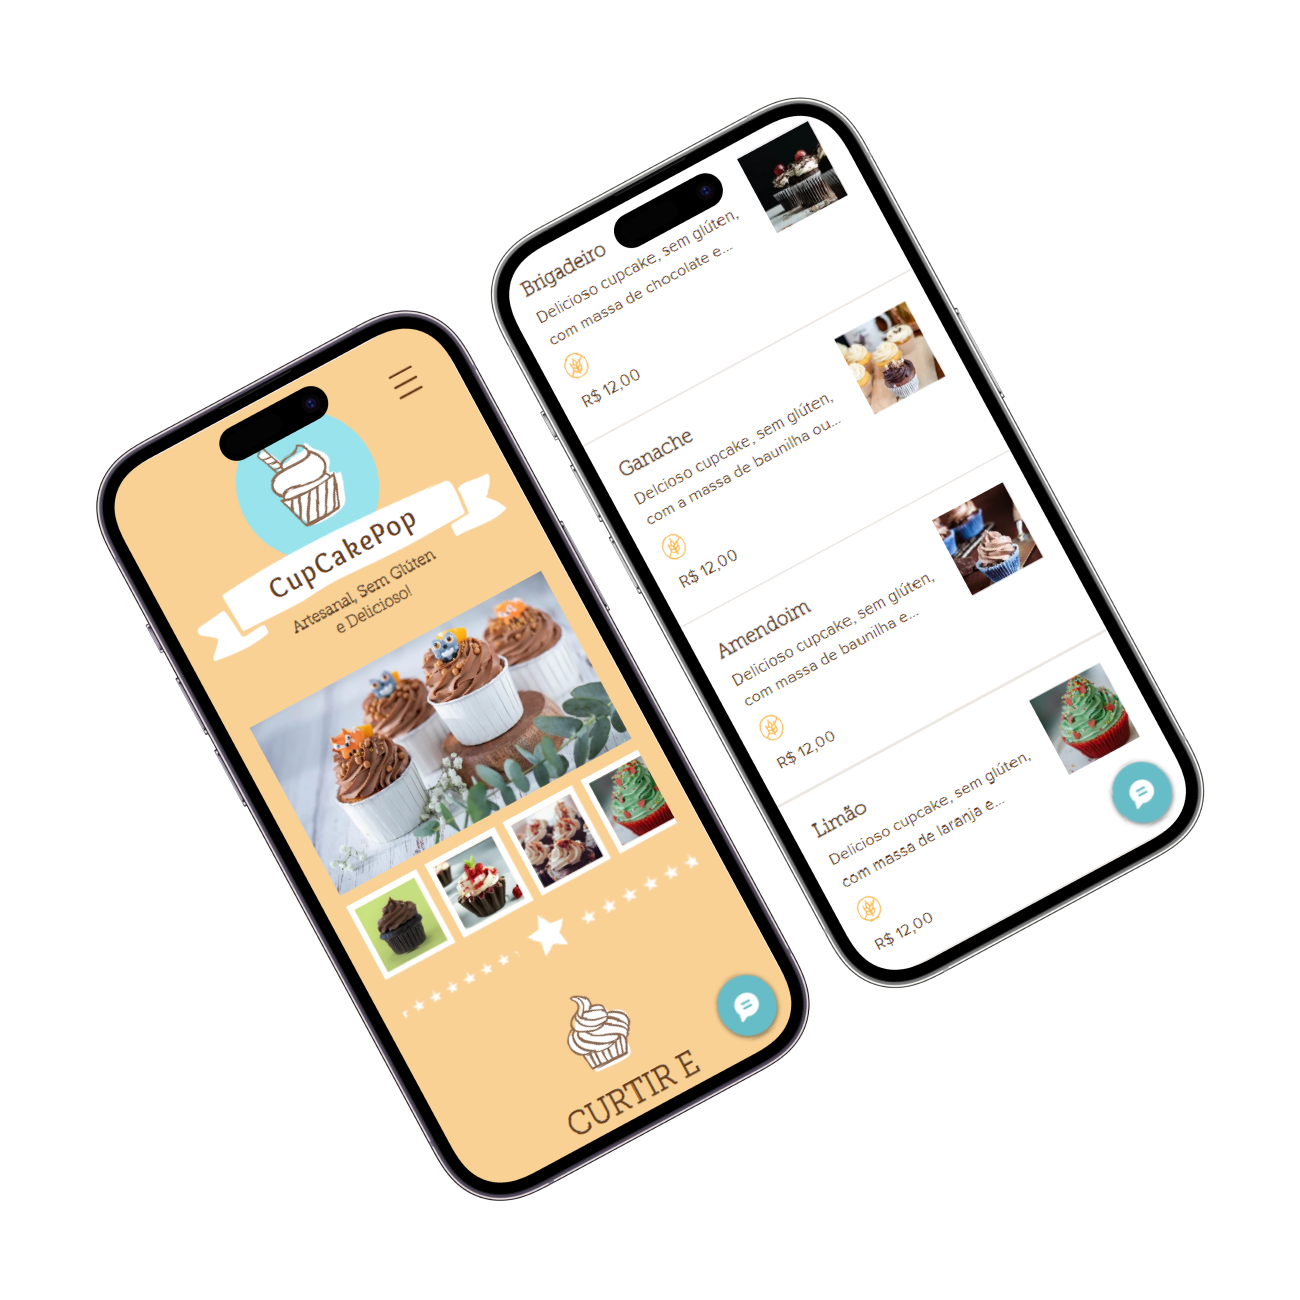 CupCakePop
Artesanal, Sem Glúten
e Delicioso!
CURTIR E
Brigadeiro
Delicioso cupcake, sem glúten,
com massa de chocolate e...
R$ 12,00
Ganache
Delcioso cupcake, sem glúten,
com a massa de baunilha ou...
R$ 12,00
Amendoim
Delicioso cupcake, sem glúten,
com massa de baunilha e...
R$ 12,00
Limão
Delicioso cupcake, sem glúten,
com massa de laranja e...
R$ 12,00